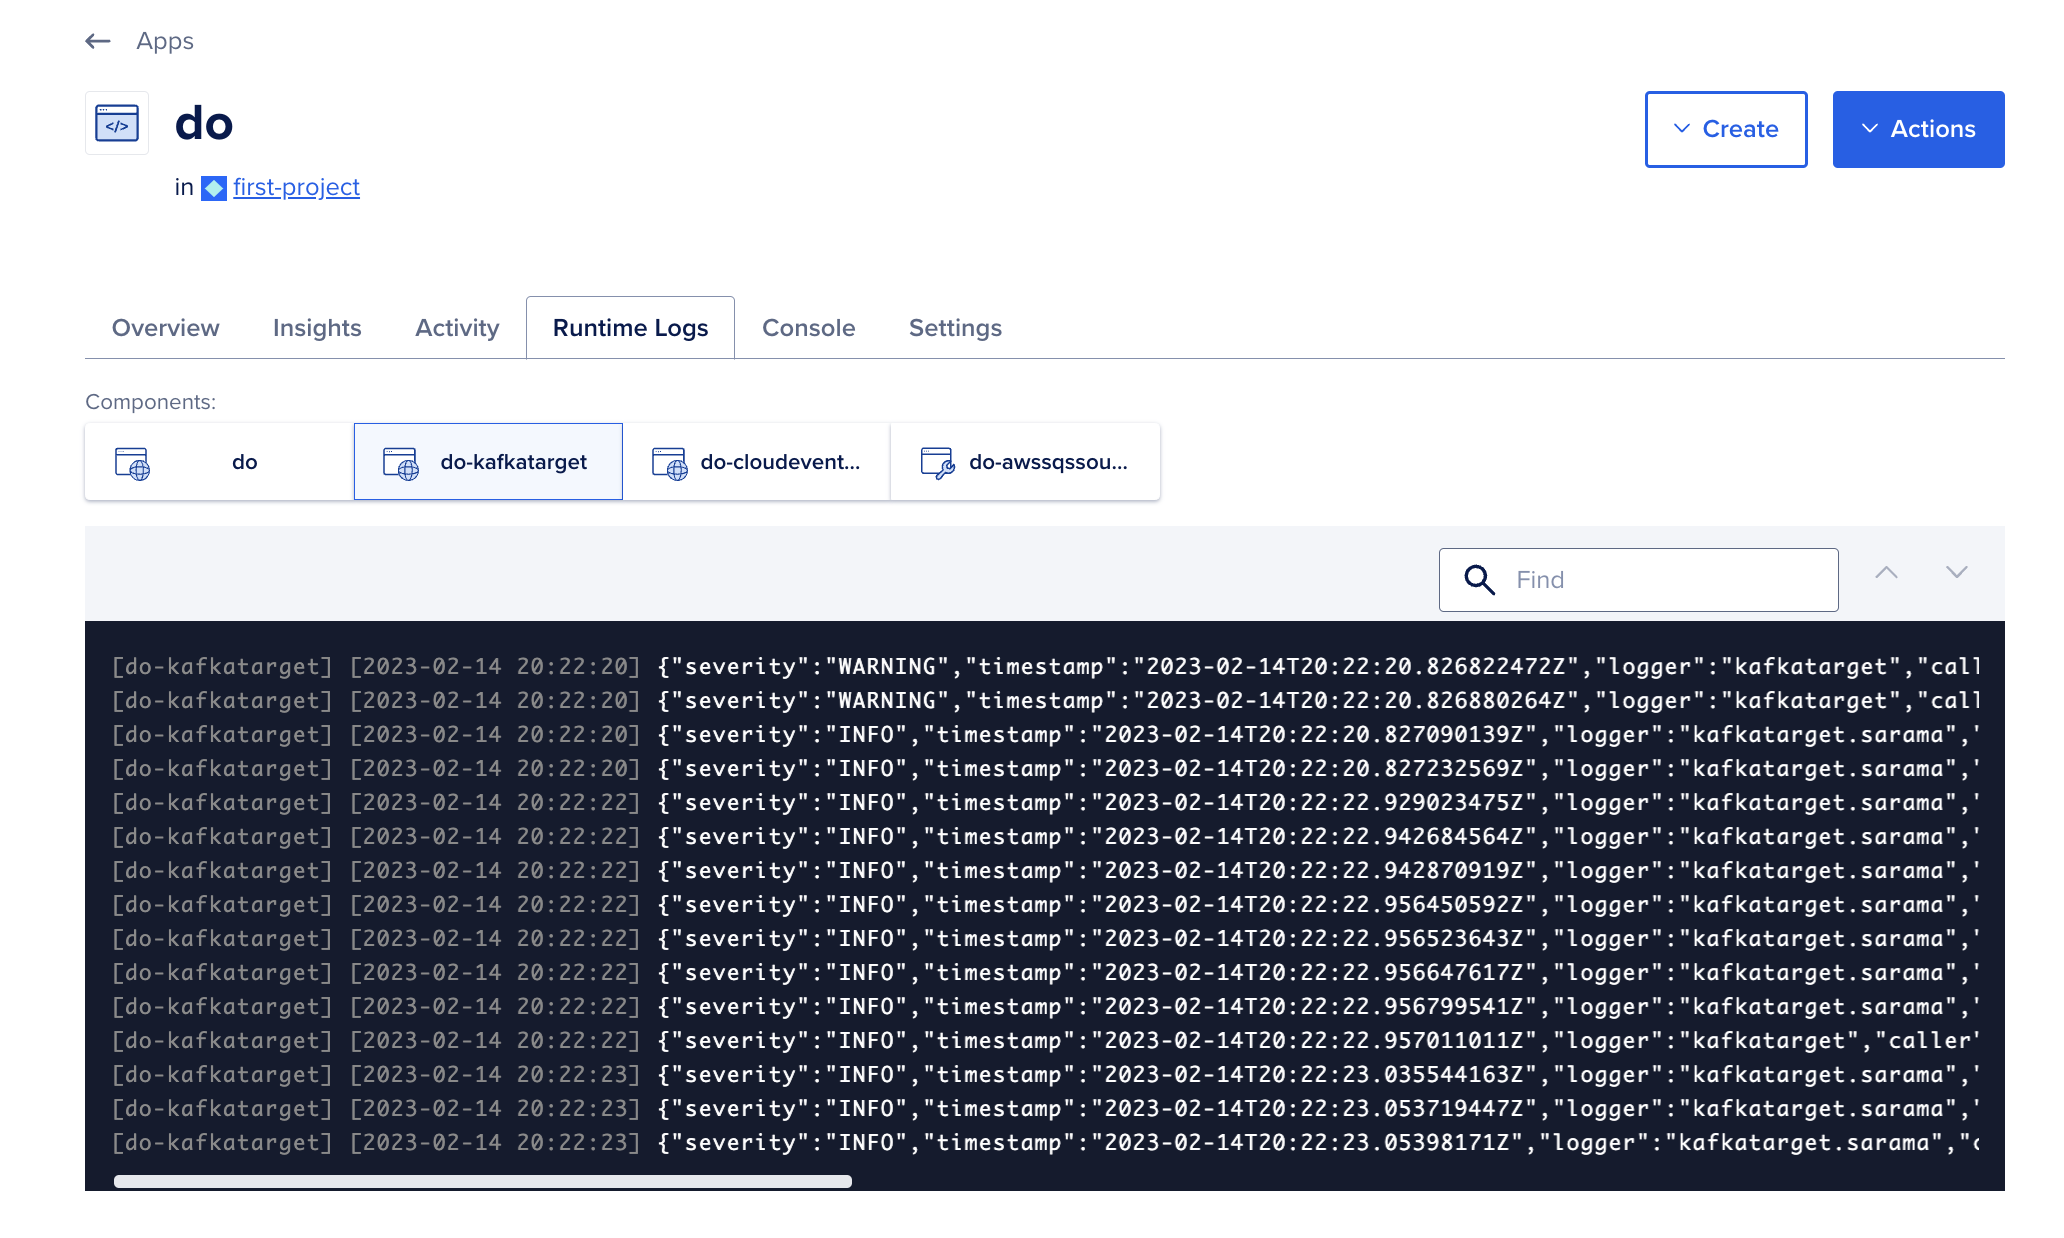 Apps
</>
do
Create
Actions
in first-project
Overview Insights Activity Runtime Logs Console Settings
Components:
do do-kafkatarget do-cloudevent... do-awssqssou...
Find
[do-kafkatarget] [2023-02-14 20:22:20] {"severity":"WARNING","timestamp":"2023-02-14T20:22:20.826822472Z","logger":"kafkatarget","call
[do-kafkatarget] [2023-02-14 20:22:20] {"severity":"WARNING","timestamp":"2023-02-14T20:22:20.826880264Z","logger":"kafkatarget","call
[do-kafkatarget] [2023-02-14 20:22:20] {"severity":"INFO","timestamp":"2023-02-14T20:22:20.827090139Z","logger":"kafkatarget.sarama","
[do-kafkatarget] [2023-02-14 20:22:20] {"severity":"INFO","timestamp":"2023-02-14T20:22:20.827232569Z","logger":"kafkatarget.sarama","
[do-kafkatarget] [2023-02-14 20:22:22] {"severity":"INFO","timestamp":"2023-02-14T20:22:22.929023475Z","logger":"kafkatarget.sarama","
[do-kafkatarget] [2023-02-14 20:22:22] {"severity":"INFO","timestamp":"2023-02-14T20:22:22.942684564Z","logger":"kafkatarget.sarama","
[do-kafkatarget] [2023-02-14 20:22:22] {"severity":"INFO","timestamp":"2023-02-14T20:22:22.942870919Z","logger":"kafkatarget.sarama","
[do-kafkatarget] [2023-02-14 20:22:22] {"severity":"INFO","timestamp":"2023-02-14T20:22:22.956450592Z","logger":"kafkatarget.sarama","
[do-kafkatarget] [2023-02-14 20:22:22] {"severity":"INFO","timestamp":"2023-02-14T20:22:22.956523643Z","logger":"kafkatarget.sarama","
[do-kafkatarget] [2023-02-14 20:22:22] {"severity":"INFO","timestamp":"2023-02-14T20:22:22.956647617Z","logger":"kafkatarget.sarama","
[do-kafkatarget] [2023-02-14 20:22:22] {"severity":"INFO","timestamp":"2023-02-14T20:22:22.956799541Z","logger":"kafkatarget.sarama","
[do-kafkatarget] [2023-02-14 20:22:22] {"severity":"INFO","timestamp":"2023-02-14T20:22:22.957011011Z","logger":"kafkatarget","caller"
[do-kafkatarget] [2023-02-14 20:22:23] {"severity":"INFO","timestamp":"2023-02-14T20:22:23.035544163Z","logger":"kafkatarget.sarama","
[do-kafkatarget] [2023-02-14 20:22:23] {"severity":"INFO","timestamp":"2023-02-14T20:22:23.053719447Z","logger":"kafkatarget.sarama","
[do-kafkatarget] [2023-02-14 20:22:23] {"severity":"INFO","timestamp":"2023-02-14T20:22:23.05398171Z","logger":"kafkatarget.sarama","c